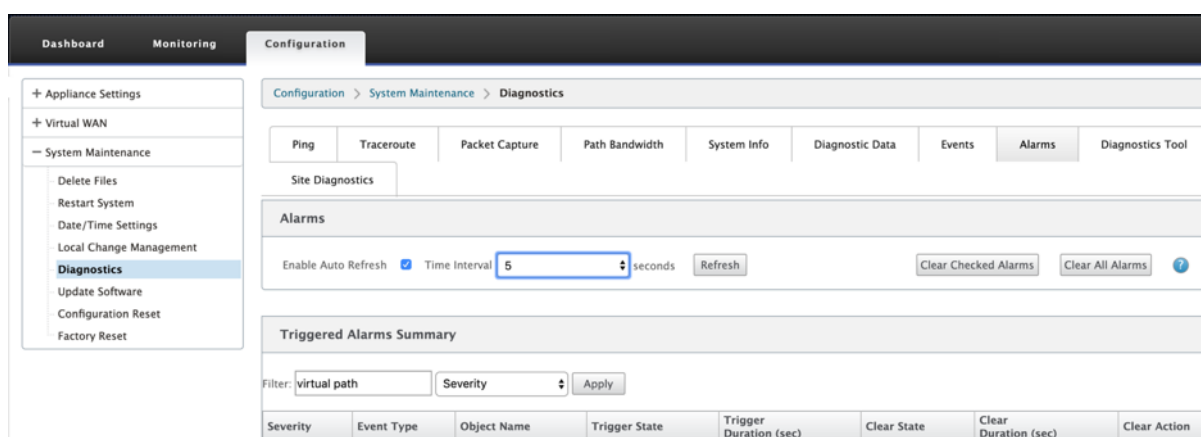 Dashboard Monitoring Configuration
+ Appliance Settings
+ Virtual WAN
− System Maintenance
Delete Files
Restart System
Date/Time Settings
Local Change Management
Diagnostics
Update Software
Configuration Reset
Factory Reset
Configuration > System Maintenance > Diagnostics
Ping Traceroute Packet Capture Path Bandwidth System Info Diagnostic Data Events Alarms Diagnostics Tool
Site Diagnostics
Alarms
Enable Auto Refresh Time Interval 5 seconds Refresh Clear Checked Alarms Clear All Alarms ?
Triggered Alarms Summary
Filter: virtual path Severity Apply
Severity Event Type Object Name Trigger State Trigger Duration (sec) Clear State Clear Duration (sec) Clear Action